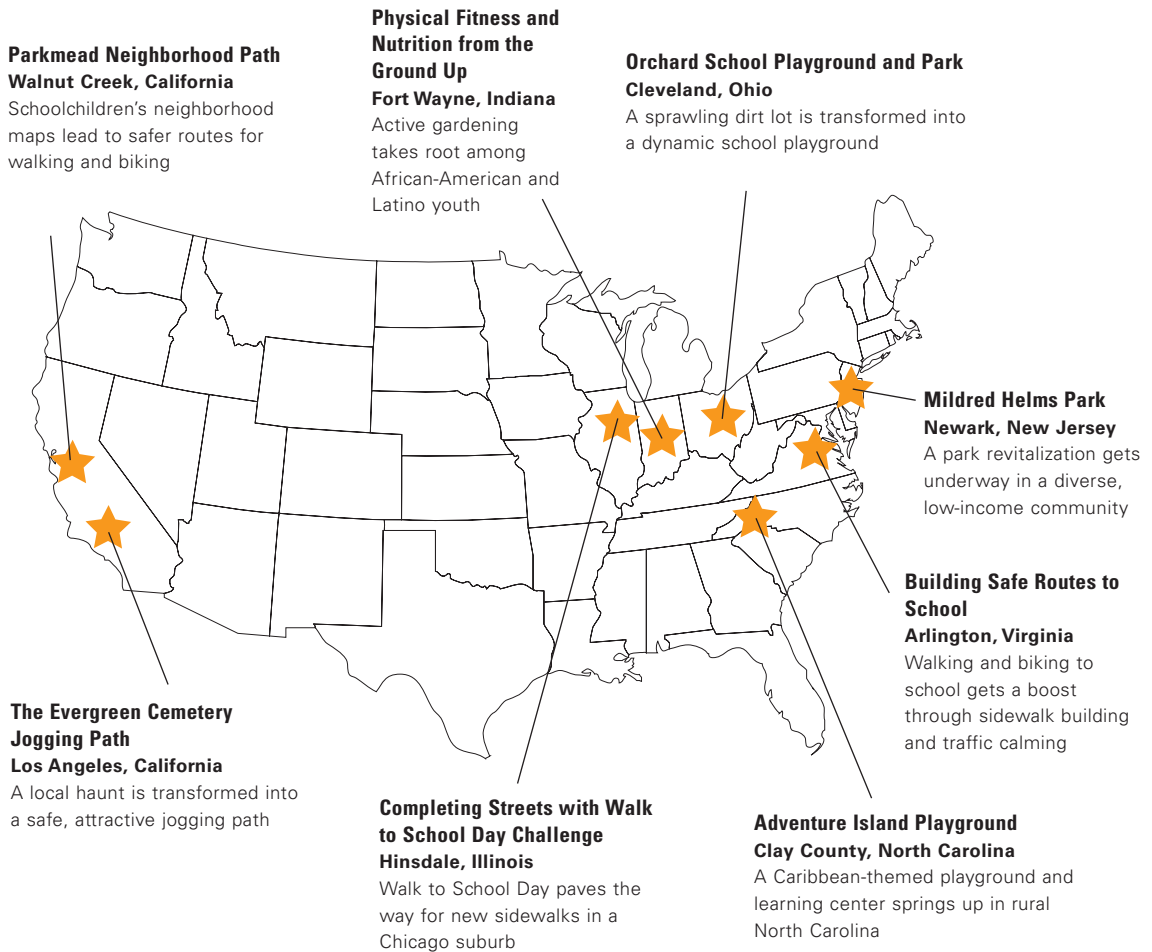 Parkmead Neighborhood Path
Walnut Creek, California
Schoolchildren’s neighborhood
maps lead to safer routes for
walking and biking
Physical Fitness and
Nutrition from the
Ground Up
Fort Wayne, Indiana
Active gardening
takes root among
African-American and
Latino youth
Orchard School Playground and Park
Cleveland, Ohio
A sprawling dirt lot is transformed into
a dynamic school playground
Mildred Helms Park
Newark, New Jersey
A park revitalization gets
underway in a diverse,
low-income community
Building Safe Routes to
School
Arlington, Virginia
Walking and biking to
school gets a boost
through sidewalk building
and traffic calming
The Evergreen Cemetery
Jogging Path
Los Angeles, California
A local haunt is transformed into
a safe, attractive jogging path
Completing Streets with Walk
to School Day Challenge
Hinsdale, Illinois
Walk to School Day paves the
way for new sidewalks in a
Chicago suburb
Adventure Island Playground
Clay County, North Carolina
A Caribbean-themed playground and
learning center springs up in rural
North Carolina